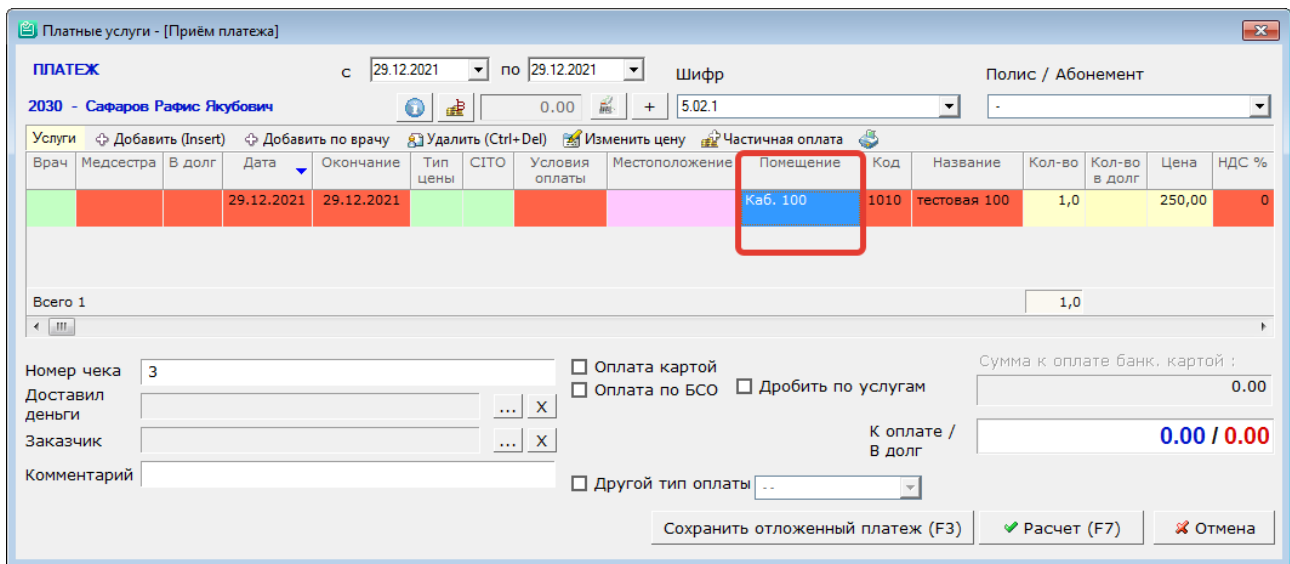 Платные услуги - [Приём платежа]
ПЛАТЕЖ с 29.12.2021 по 29.12.2021 Шифр Полис / Абонемент
2030 - Сафаров Рафис Якубович 0.00 + 5.02.1 -
Услуги Добавить (Insert) Добавить по врачу Удалить (Ctrl+Del) Изменить цену Частичная оплата
Врач Медсестра В долг Дата Окончание Тип цены CITO Условия оплаты Местоположение Помещение Код Название Кол-во Кол-во в долг Цена НДС %
29.12.2021 29.12.2021 Каб. 100 1010 тестовая 100 1,0 250,00 0
Всего 1 1,0
Номер чека 3 Оплата картой Сумма к оплате банк. картой :
Доставил деньги ... X Оплата по БСО Дробить по услугам 0.00
Заказчик ... X К оплате / В долг 0.00 / 0.00
Комментарий Другой тип оплаты --
Сохранить отложенный платеж (F3) Расчет (F7) Отмена